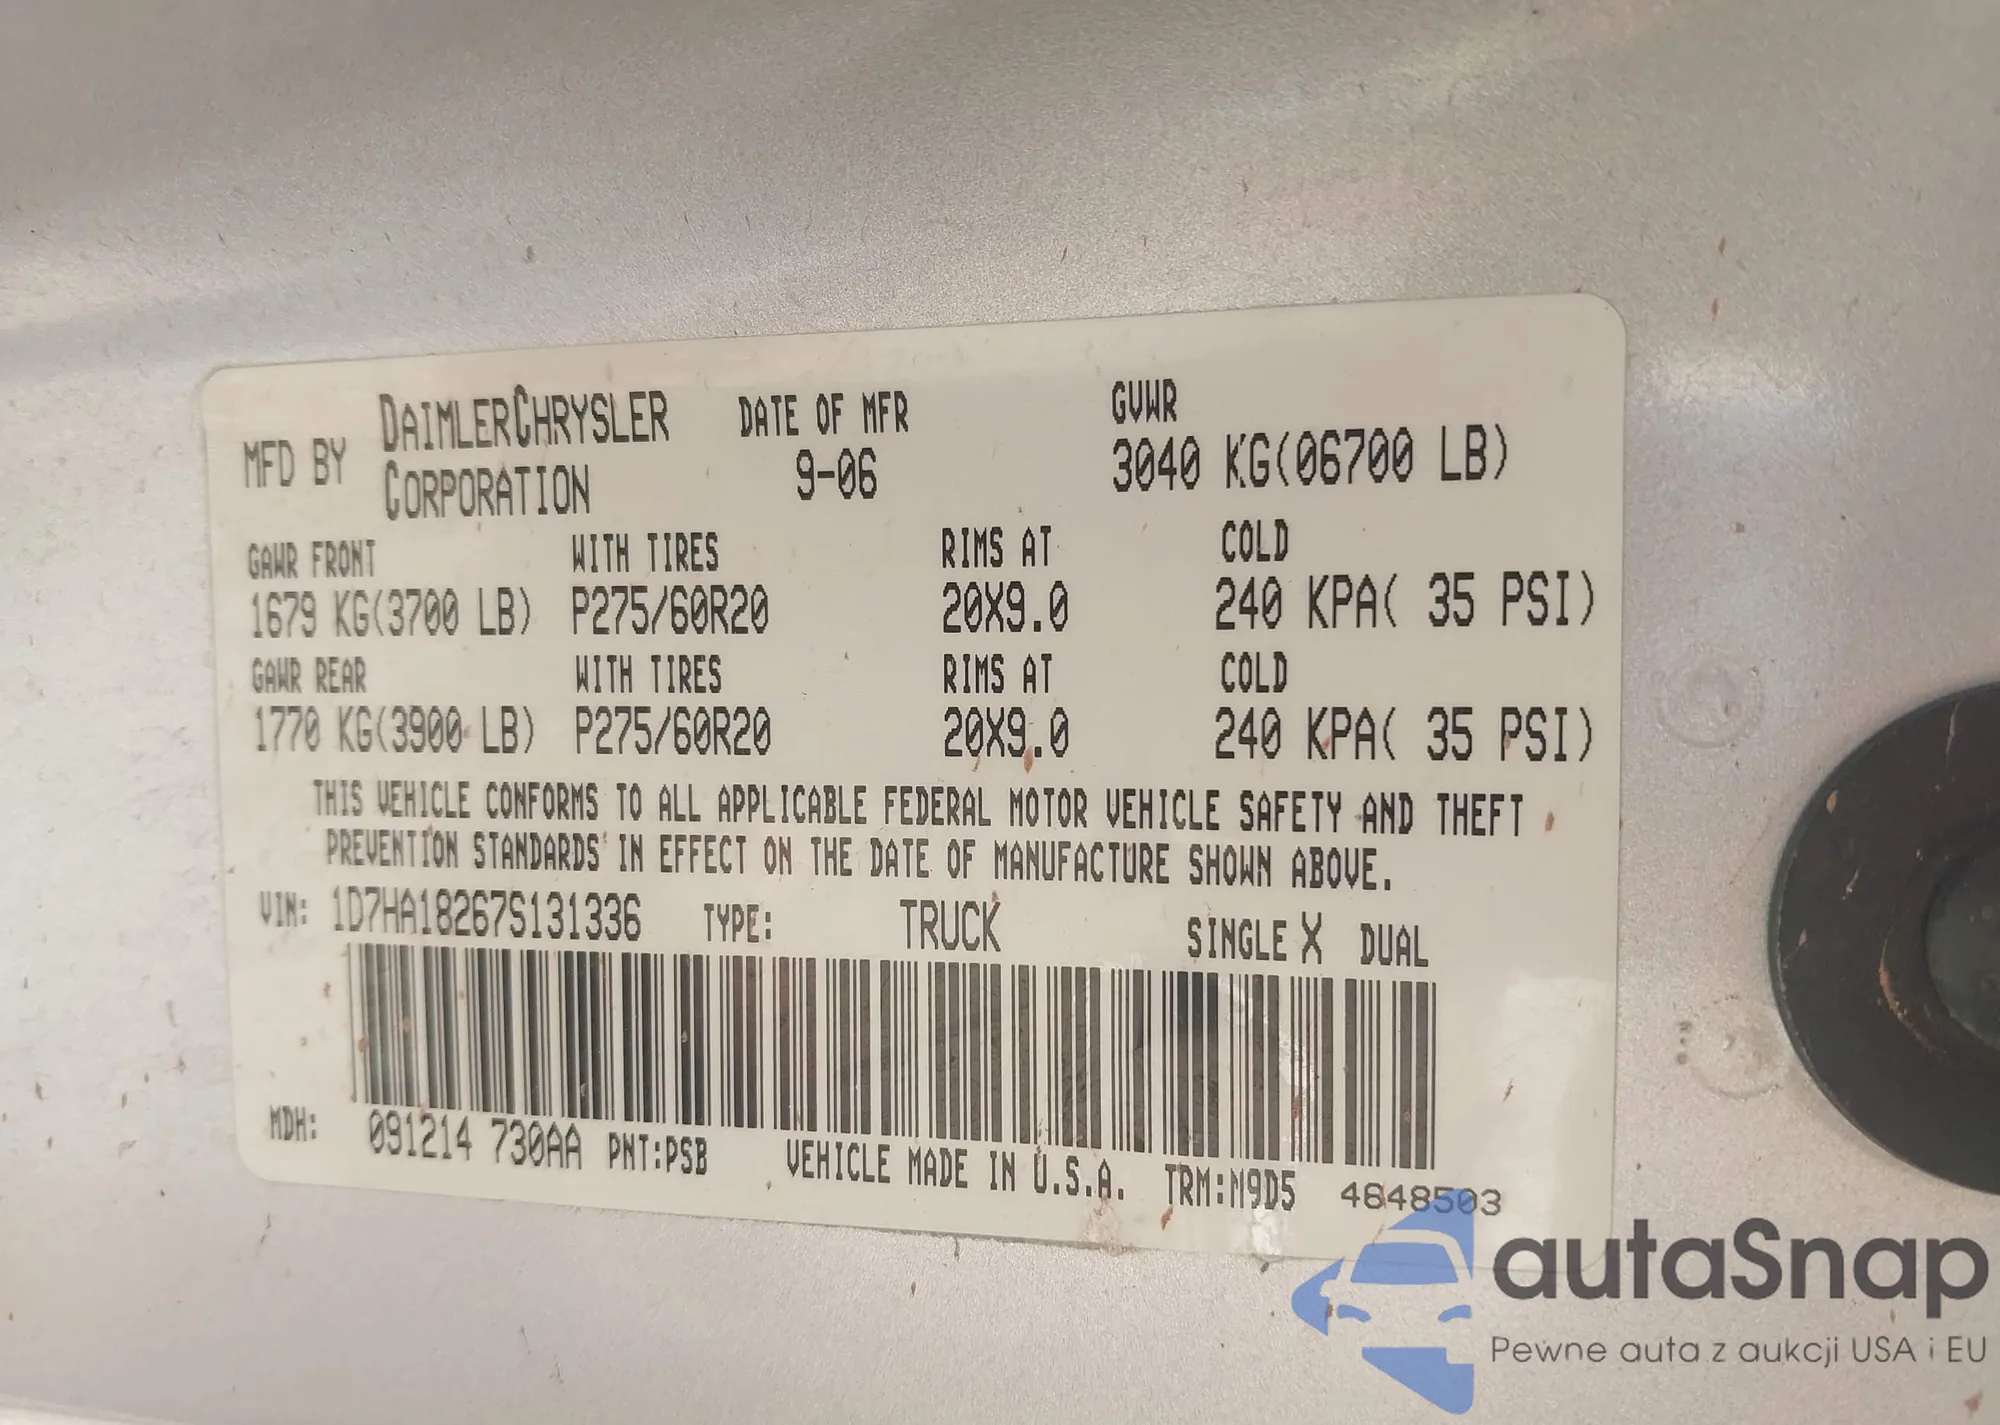 MFD BY DAIMLERCHRYSLER CORPORATION DATE OF MFR 9-06 GVWR 3040 KG(06700 LB)
GAWR FRONT WITH TIRES RIMS AT COLD
1679 KG(3700 LB) P275/60R20 20X9.0 240 KPA( 35 PSI)
GAWR REAR WITH TIRES RIMS AT COLD
1770 KG(3900 LB) P275/60R20 20X9.0 240 KPA( 35 PSI)
THIS VEHICLE CONFORMS TO ALL APPLICABLE FEDERAL MOTOR VEHICLE SAFETY AND THEFT
PREVENTION STANDARDS IN EFFECT ON THE DATE OF MANUFACTURE SHOWN ABOVE.
VIN: 1D7HA18267S131336 TYPE: TRUCK SINGLE X DUAL
MDH: 091214 730AA PNT:PSB VEHICLE MADE IN U.S.A. TRM:M9D5 4648503
autaSnap
Pewne auta z aukcji USA i EU